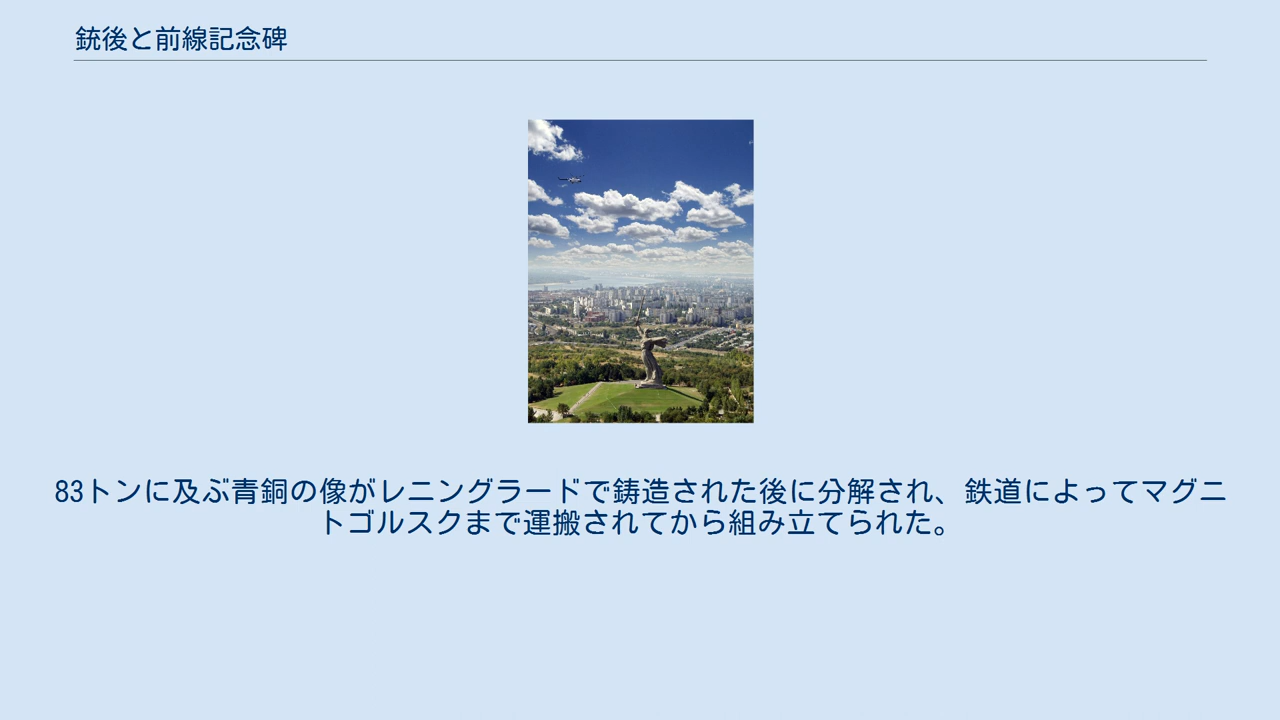 銃後と前線記念碑
83トンに及ぶ青銅の像がレニングラードで鋳造された後に分解され、鉄道によってマグニ
トゴルスクまで運搬されてから組み立てられた。